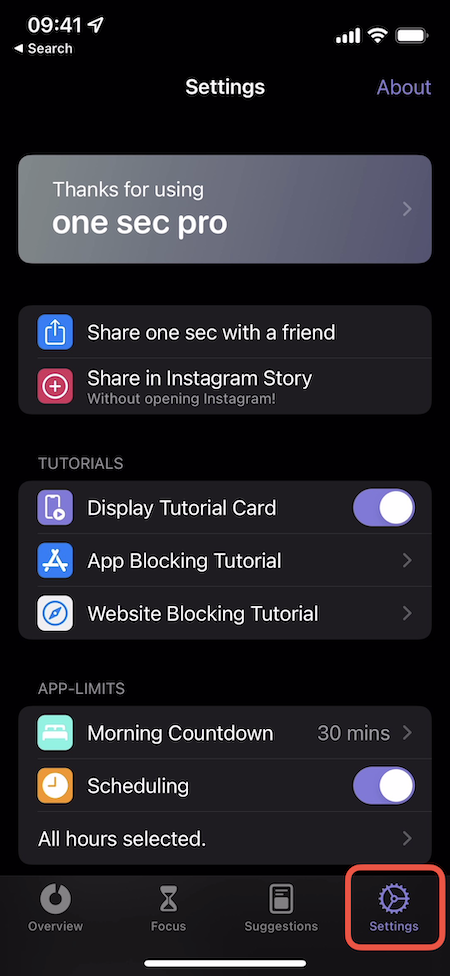 09:41
◀ Search
Settings
About
Thanks for using
one sec pro
Share one sec with a friend
Share in Instagram Story
Without opening Instagram!
TUTORIALS
Display Tutorial Card
App Blocking Tutorial
Website Blocking Tutorial
APP-LIMITS
Morning Countdown 30 mins
Scheduling
All hours selected.
Overview
Focus
Suggestions
Settings